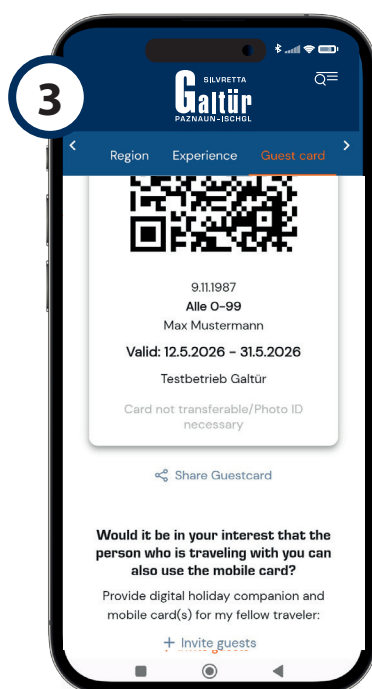 3
SILVRETTA
Galtür
PAZNAUN-ISCHGL
Region Experience Guest card
9.11.1987
Alle 0-99
Max Mustermann
Valid: 12.5.2026 - 31.5.2026
Testbetrieb Galtür
Card not transferable/Photo ID
necessary
Share Guestcard
Would it be in your interest that the
person who is traveling with you can
also use the mobile card?
Provide digital holiday companion and
mobile card(s) for my fellow traveler:
+ Invite guests